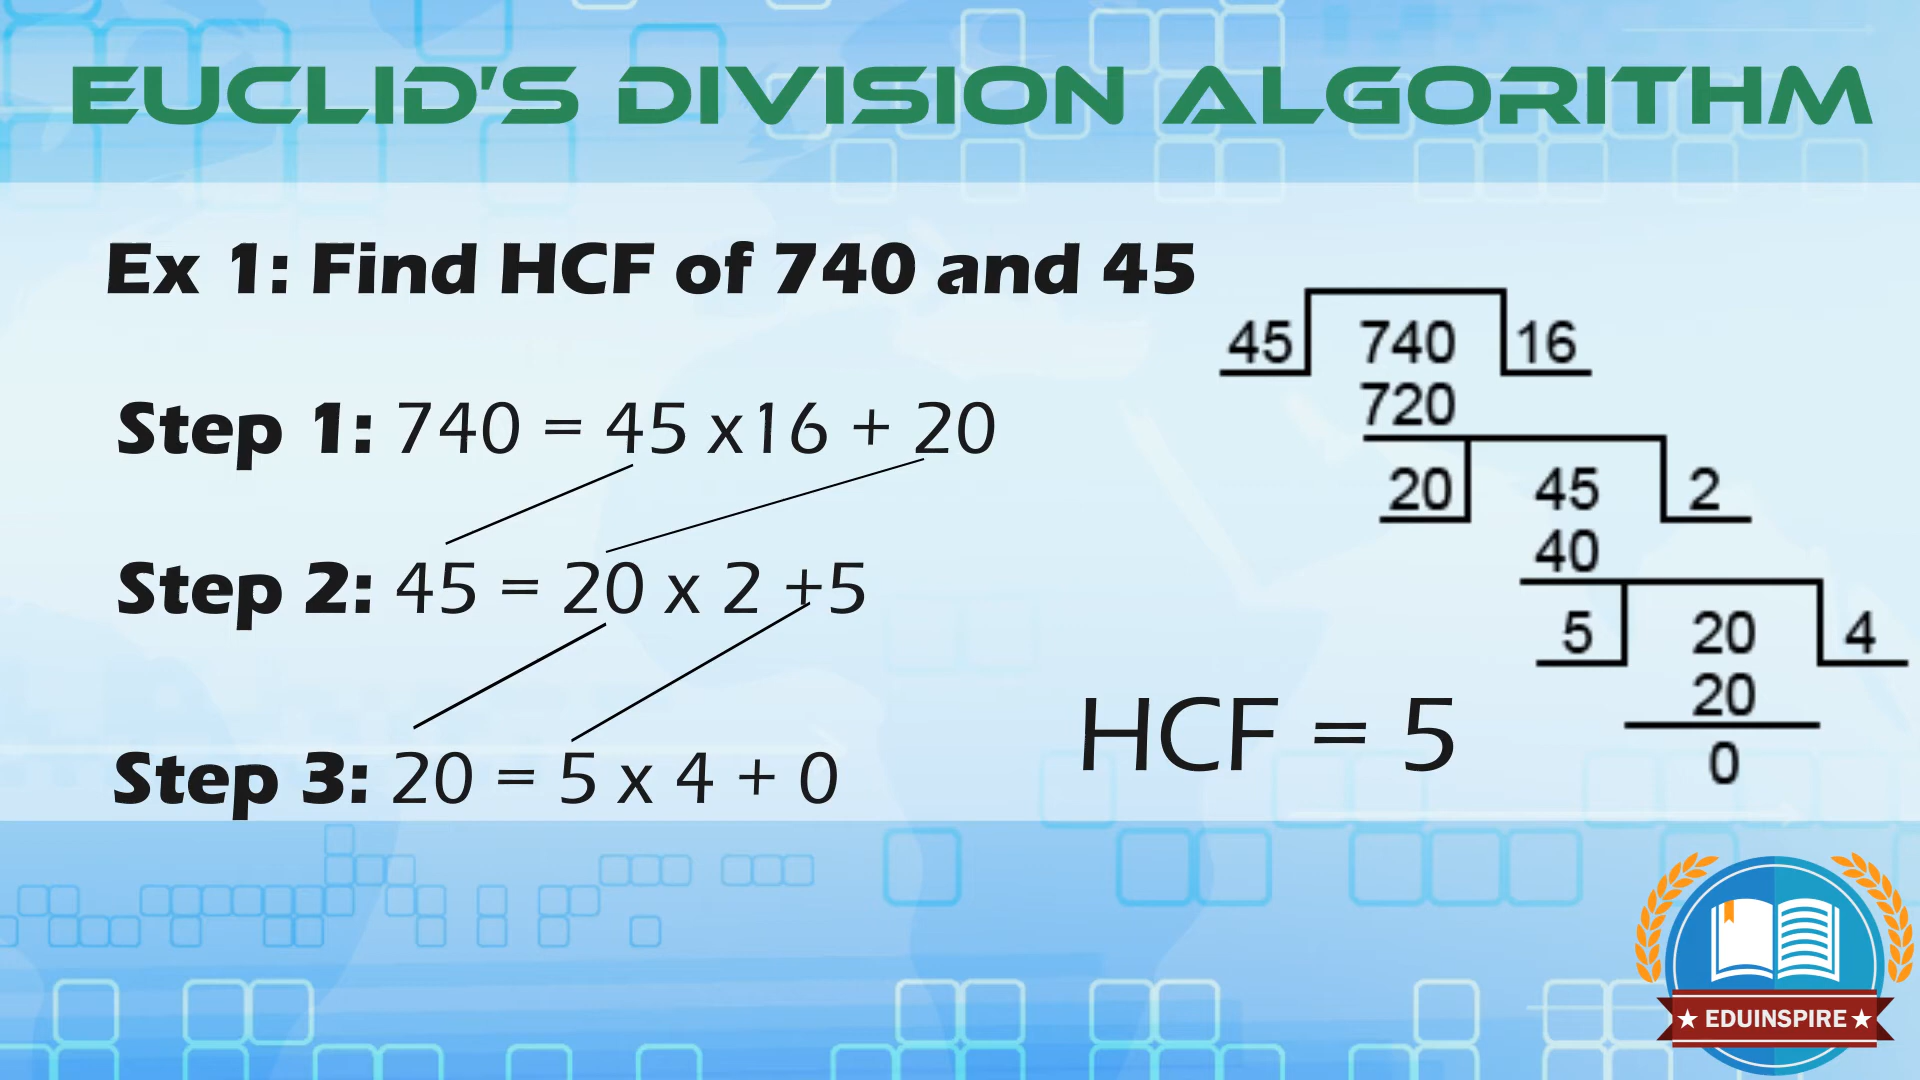 EUCLID'S DIVISION ALGORITHM
Ex 1: Find HCF of 740 and 45
Step 1: 740 = 45 x16 + 20
Step 2: 45 = 20 x 2 +5
Step 3: 20 = 5 x 4 + 0
HCF = 5
45 740 16
720
20 45 2
40
5 20 4
20
0
EDUINSPIRE